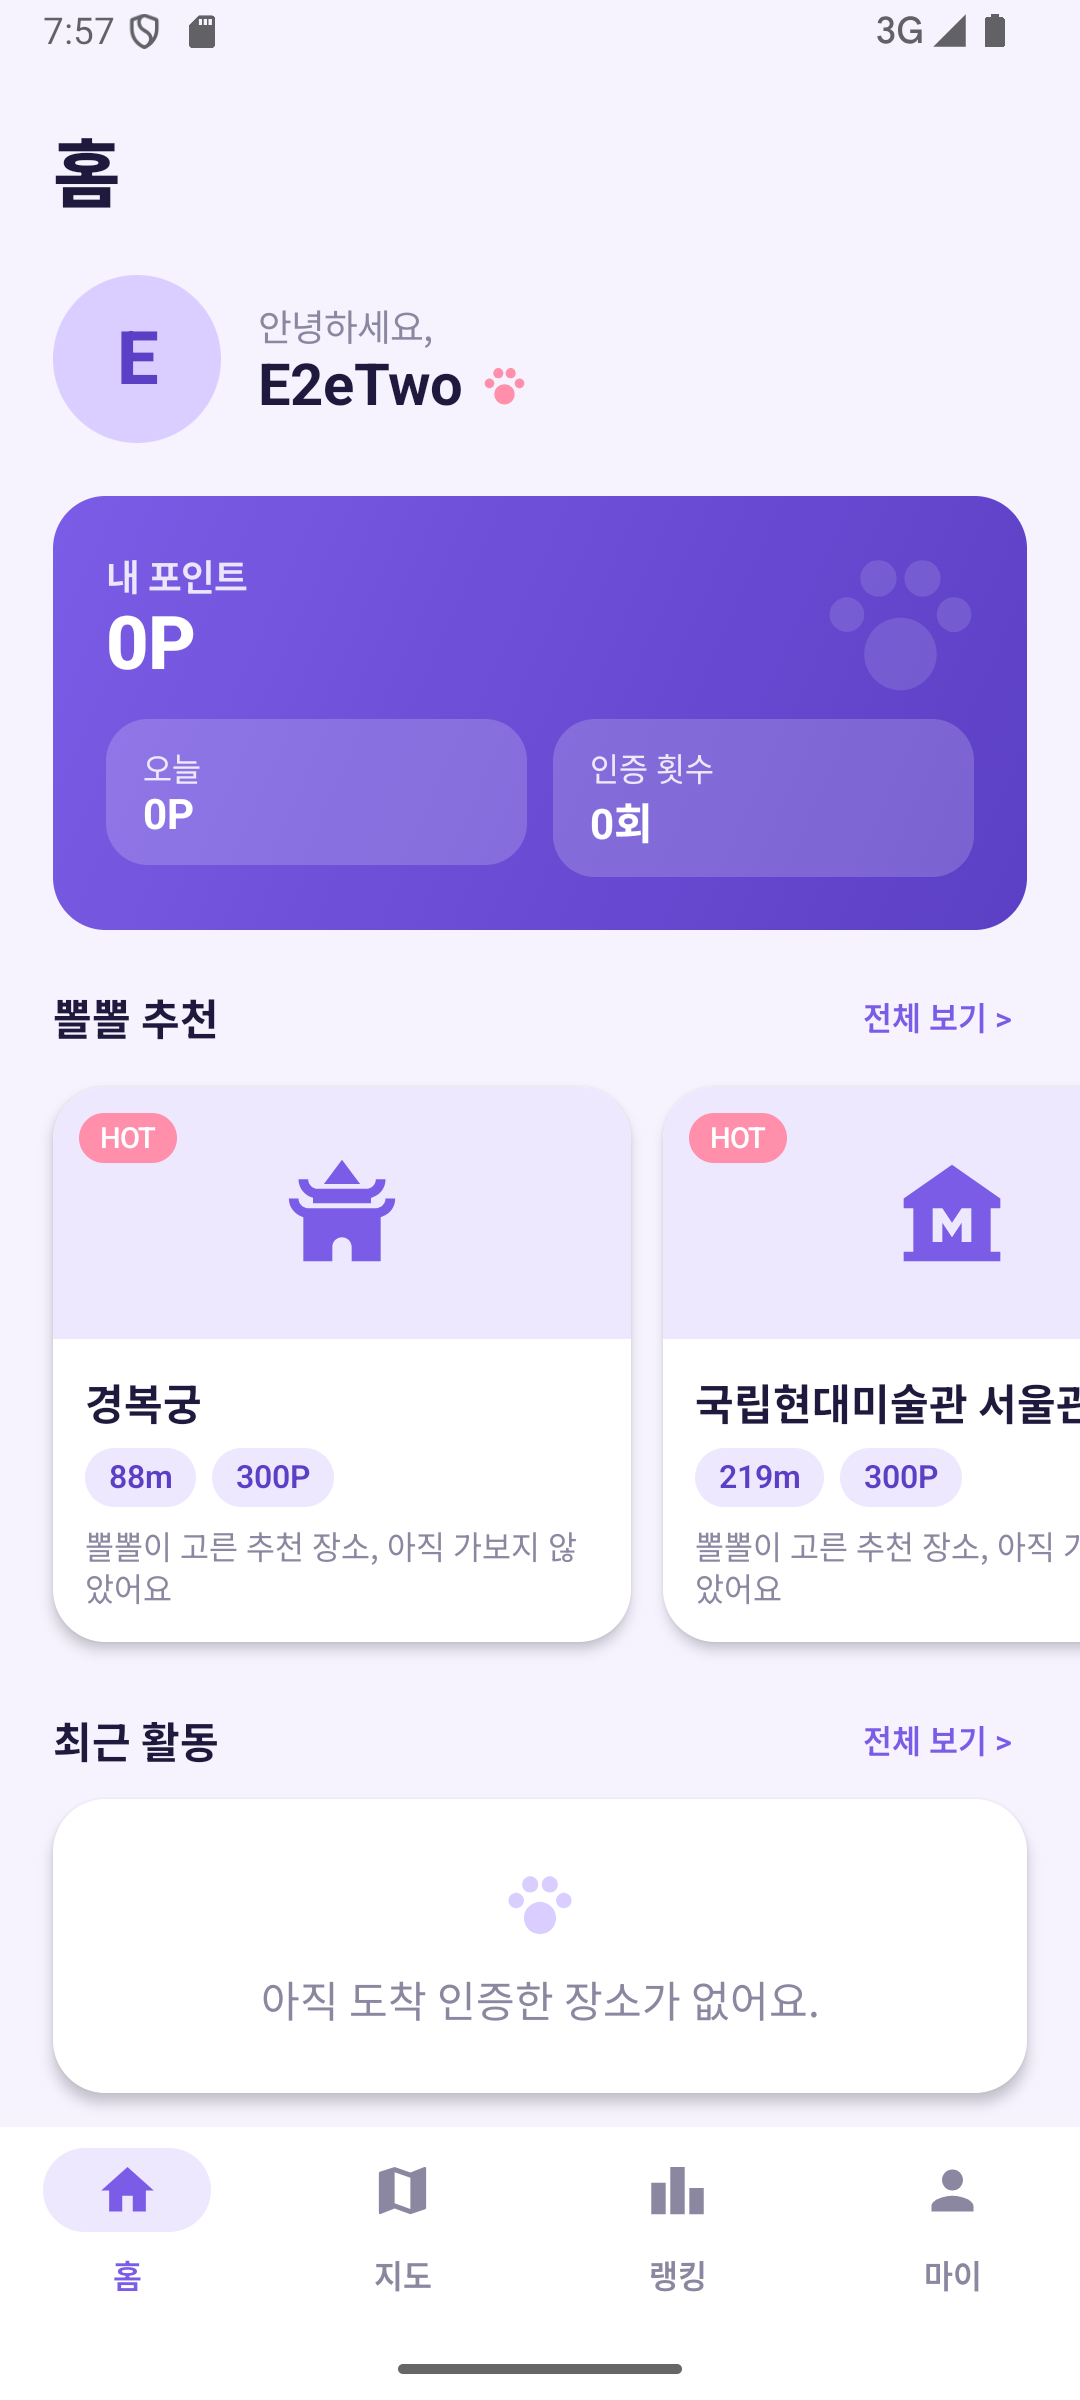 7:57
3G
홈
E
안녕하세요,
E2eTwo
내 포인트
0P
오늘
0P
인증 횟수
0회
뽈뽈 추천
전체 보기 >
HOT
경복궁
88m
300P
뽈뽈이 고른 추천 장소, 아직 가보지 않
았어요
HOT
M
국립현대미술관 서울관
219m
300P
뽈뽈이 고른 추천 장소, 아직 가
았어요
최근 활동
전체 보기 >
아직 도착 인증한 장소가 없어요.
홈
지도
랭킹
마이